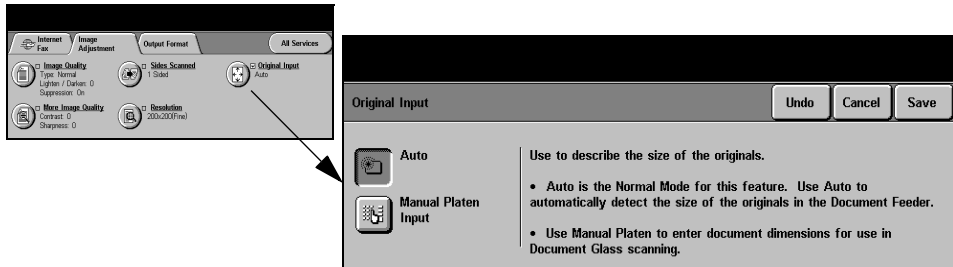 Internet
Fax
Image
Adjustment
Output Format
All Services
Image Quality
Type: Normal
Lighten / Darken: 0
Suppression: On
Sides Scanned
1 Sided
Original Input
Auto
More Image Quality
Contrast: 0
Sharpness: 0
Resolution
200x200(Fine)
Original Input
Undo
Cancel
Save
Auto
Manual Platen
Input
Use to describe the size of the originals.
• Auto is the Normal Mode for this feature. Use Auto to
automatically detect the size of the originals in the Document Feeder.
• Use Manual Platen to enter document dimensions for use in
Document Glass scanning.